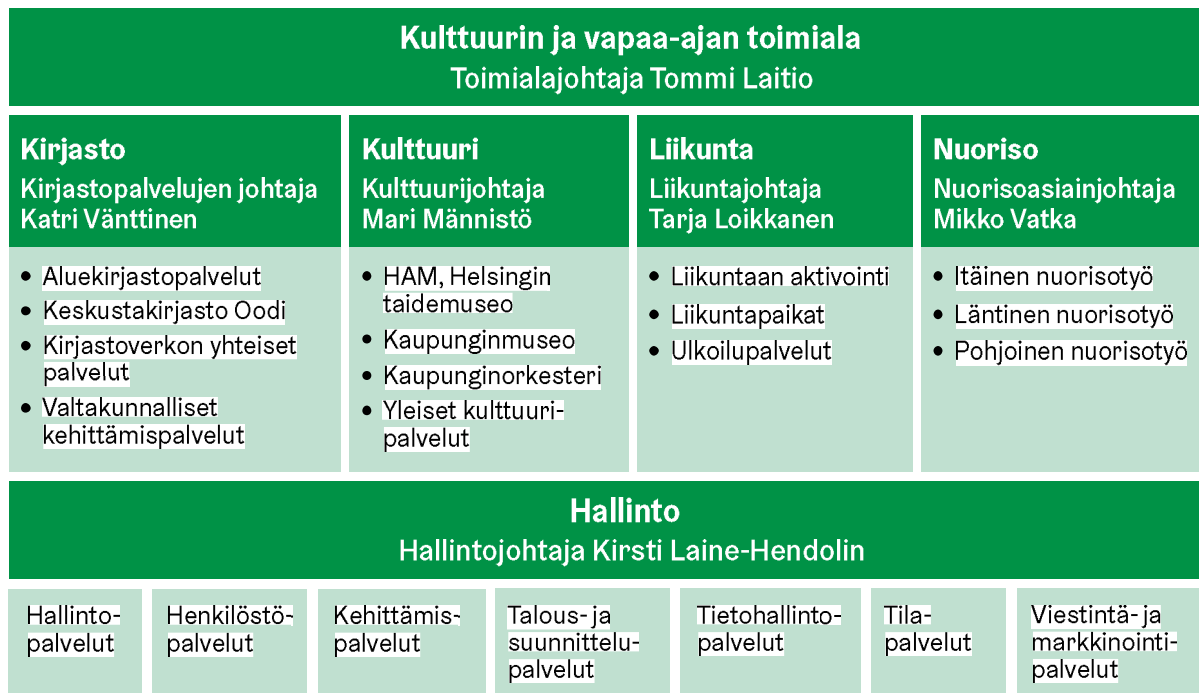 Kulttuurin ja vapaa-ajan toimiala
Toimialajohtaja Tommi Laitio
Kirjasto
Kirjastopalvelujen johtaja
Katri Vänttinen
• Aluekirjastopalvelut
• Keskustakirjasto Oodi
• Kirjastoverkon yhteiset
palvelut
• Valtakunnalliset
kehittämispalvelut
Kulttuuri
Kulttuurijohtaja
Mari Männistö
• HAM, Helsingin
taidemuseo
• Kaupunginmuseo
• Kaupunginorkesteri
• Yleiset kulttuuri-
palvelut
Liikunta
Liikuntajohtaja
Tarja Loikkanen
• Liikuntaan aktivointi
• Liikuntapaikat
• Ulkoilupalvelut
Nuoriso
Nuorisoasiainjohtaja
Mikko Vatka
• Itäinen nuorisotyö
• Läntinen nuorisotyö
• Pohjoinen nuorisotyö
Hallinto
Hallintojohtaja Kirsti Laine-Hendolin
Hallinto-
palvelut
Henkilöstö-
palvelut
Kehittämis-
palvelut
Talous- ja
suunnittelu-
palvelut
Tietohallinto-
palvelut
Tila-
palvelut
Viestintä- ja
markkinointi-
palvelut